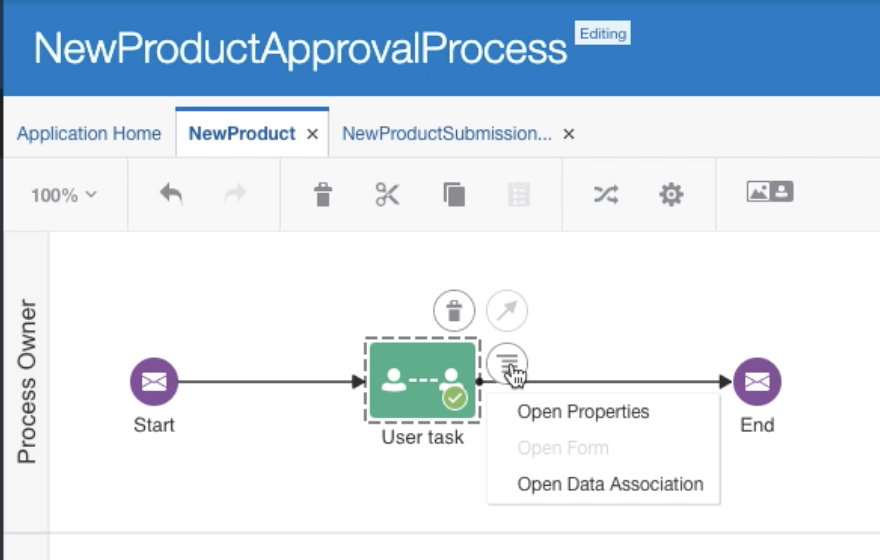 NewProductApprovalProcess Editing
Application Home NewProduct × NewProductSubmission... ×
100%
Process Owner
Start
User task
End
Open Properties
Open Form
Open Data Association